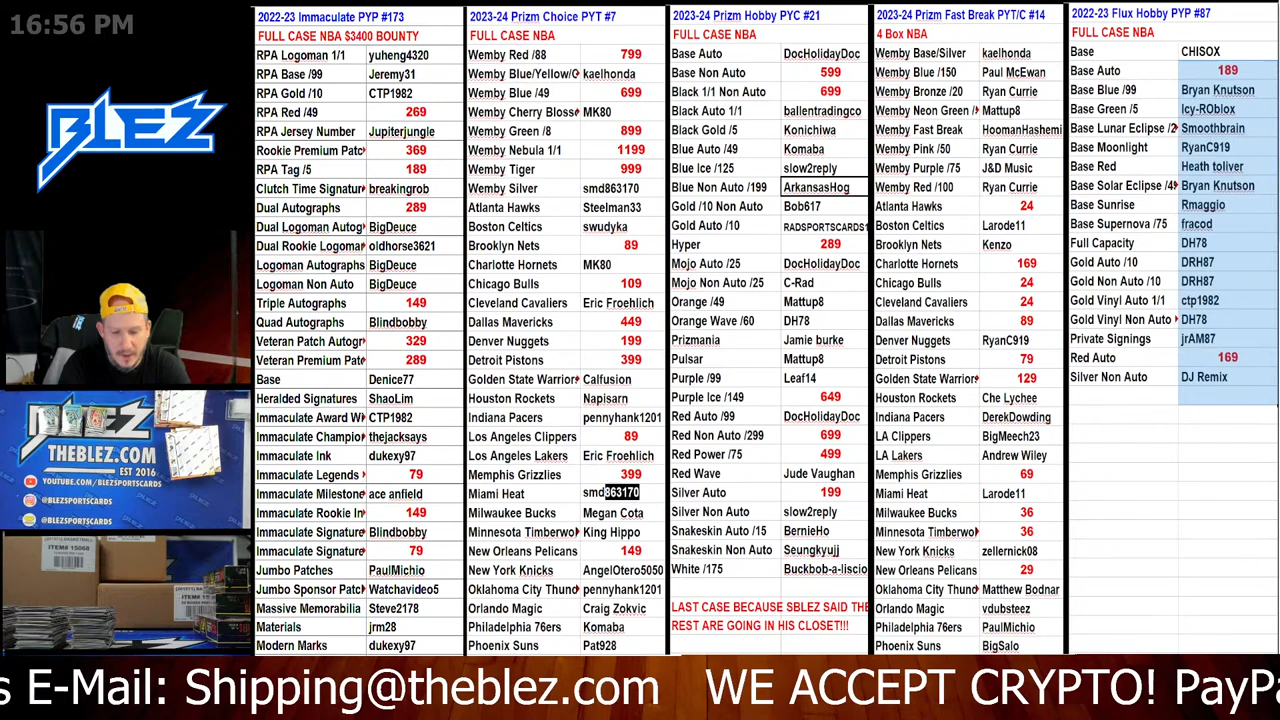 16:56 PM
BLEZ
BLEZ
THEBLEZ.COM
EST 2016
YOUTUBE.COM/BLEZSPORTSCARDS
@BLEZSPORTSCARDS
@BLEZSPORTSCARDS
ITEM# 15068
2022-23 Immaculate PYP #173
FULL CASE NBA $3400 BOUNTY
RPA Logoman 1/1 yuheng4320
RPA Base /99 Jeremy31
RPA Gold /10 CTP1982
RPA Red /49 269
RPA Jersey Number Jupiterjungle
Rookie Premium Patc 369
RPA Tag /5 189
Clutch Time Signatur breakingrob
Dual Autographs 289
Dual Logoman Autog BigDeuce
Dual Rookie Logomar oldhorse3621
Logoman Autographs BigDeuce
Logoman Non Auto BigDeuce
Triple Autographs 149
Quad Autographs Blindbobby
Veteran Patch Autogr 329
Veteran Premium Pate 289
Base Denice77
Heralded Signatures ShaoLim
Immaculate Award W CTP1982
Immaculate Champio thejacksays
Immaculate Ink dukexy97
Immaculate Legends 79
Immaculate Milestone ace anfield
Immaculate Rookie In 149
Immaculate Signature Blindbobby
Immaculate Signature 79
Jumbo Patches PaulMichio
Jumbo Sponsor Patc Watchavideo5
Massive Memorabilia Steve2178
Materials jrm28
Modern Marks dukexy97
2023-24 Prizm Choice PYT #7
FULL CASE NBA
Wemby Red /88 799
Wemby Blue/Yellow/G kaelhonda
Wemby Blue /49 699
Wemby Cherry Blosso MK80
Wemby Green /8 899
Wemby Nebula 1/1 1199
Wemby Tiger 999
Wemby Silver smd863170
Atlanta Hawks Steelman33
Boston Celtics swudyka
Brooklyn Nets 89
Charlotte Hornets MK80
Chicago Bulls 109
Cleveland Cavaliers Eric Froehlich
Dallas Mavericks 449
Denver Nuggets 199
Detroit Pistons 399
Golden State Warrior Calfusion
Houston Rockets Napisarn
Indiana Pacers pennyhank1201
Los Angeles Clippers 89
Los Angeles Lakers Eric Froehlich
Memphis Grizzlies 399
Miami Heat smd863170
Milwaukee Bucks Megan Cota
Minnesota Timberwo King Hippo
New Orleans Pelicans 149
New York Knicks AngelOtero5050
Oklahoma City Thund pennyhank1201
Orlando Magic Craig Zokvic
Philadelphia 76ers Komaba
Phoenix Suns Pat928
2023-24 Prizm Hobby PYC #21
FULL CASE NBA
Base Auto DocHolidayDoc
Base Non Auto 599
Black 1/1 Non Auto 699
Black Auto 1/1 ballentradingco
Black Gold /5 Konichiwa
Blue Auto /49 Komaba
Blue Ice /125 slow2reply
Blue Non Auto /199 ArkansasHog
Gold /10 Non Auto Bob617
Gold Auto /10 RADSPORTSCARDS1
Hyper 289
Mojo Auto /25 DocHolidayDoc
Mojo Non Auto /25 C-Rad
Orange /49 Mattup8
Orange Wave /60 DH78
Prizmania Jamie burke
Pulsar Mattup8
Purple /99 Leaf14
Purple Ice /149 649
Red Auto /99 DocHolidayDoc
Red Non Auto /299 699
Red Power /75 499
Red Wave Jude Vaughan
Silver Auto 199
Silver Non Auto slow2reply
Snakeskin Auto /15 BernieHo
Snakeskin Non Auto Seungkyujj
White /175 Buckbob-a-liscio
LAST CASE BECAUSE SBLEZ SAID THE
REST ARE GOING IN HIS CLOSET!!!
2023-24 Prizm Fast Break PYT/C #14
4 Box NBA
Wemby Base/Silver kaelhonda
Wemby Blue /150 Paul McEwan
Wemby Bronze /20 Ryan Currie
Wemby Neon Green / Mattup8
Wemby Fast Break HoomanHashemi
Wemby Pink /50 Ryan Currie
Wemby Purple /75 J&D Music
Wemby Red /100 Ryan Currie
Atlanta Hawks 24
Boston Celtics Larode11
Brooklyn Nets Kenzo
Charlotte Hornets 169
Chicago Bulls 24
Cleveland Cavaliers 24
Dallas Mavericks 89
Denver Nuggets RyanC919
Detroit Pistons 79
Golden State Warrior 129
Houston Rockets Che Lychee
Indiana Pacers DerekDowding
LA Clippers BigMeech23
LA Lakers Andrew Wiley
Memphis Grizzlies 69
Miami Heat Larode11
Milwaukee Bucks 36
Minnesota Timberwo 36
New York Knicks zellernick08
New Orleans Pelicans 29
Oklahoma City Thund Matthew Bodnar
Orlando Magic vdubsteez
Philadelphia 76ers PaulMichio
Phoenix Suns BigSalo
2022-23 Flux Hobby PYP #87
FULL CASE NBA
Base CHISOX
Base Auto 189
Base Blue /99 Bryan Knutson
Base Green /5 Icy-ROblox
Base Lunar Eclipse /2 Smoothbrain
Base Moonlight RyanC919
Base Red Heath toliver
Base Solar Eclipse /49 Bryan Knutson
Base Sunrise Rmaggio
Base Supernova /75 fracod
Full Capacity DH78
Gold Auto /10 DRH87
Gold Non Auto /10 DRH87
Gold Vinyl Auto 1/1 ctp1982
Gold Vinyl Non Auto DH78
Private Signings jrAM87
Red Auto 169
Silver Non Auto DJ Remix
s E-Mail: Shipping@theblez.com WE ACCEPT CRYPTO! PayPa